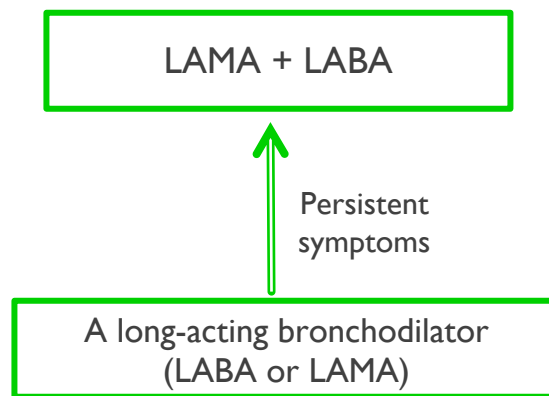 LAMA + LABA
Persistent
symptoms
A long-acting bronchodilator
(LABA or LAMA)